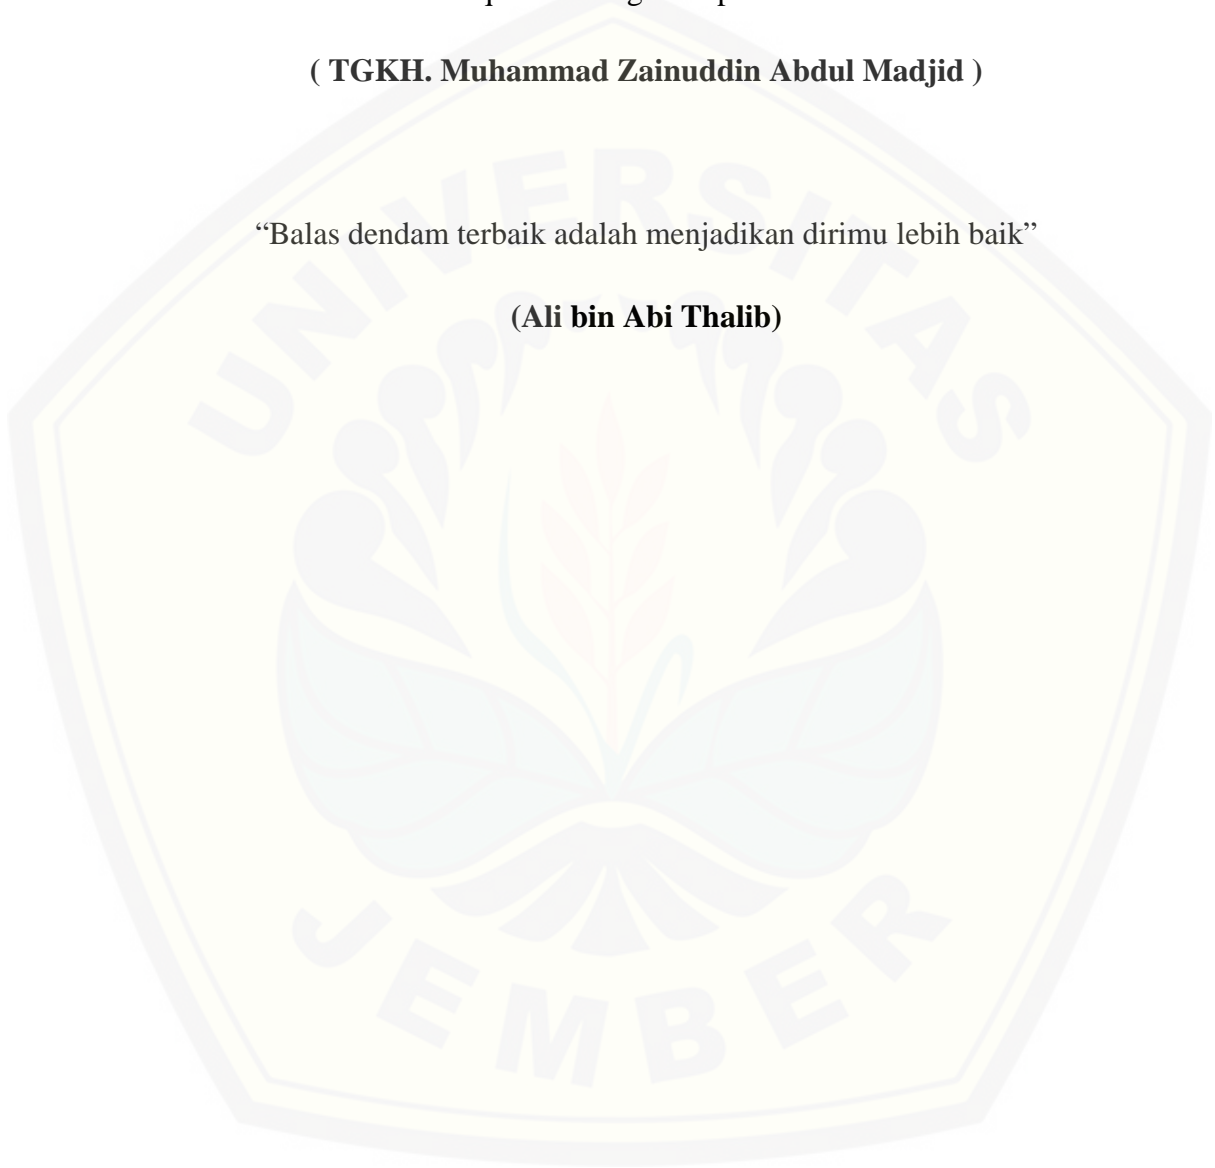 ( TGKH. Muhammad Zainuddin Abdul Madjid )
“Balas dendam terbaik adalah menjadikan dirimu lebih baik”
(Ali bin Abi Thalib)
UNIVERSITAS
JEMBER